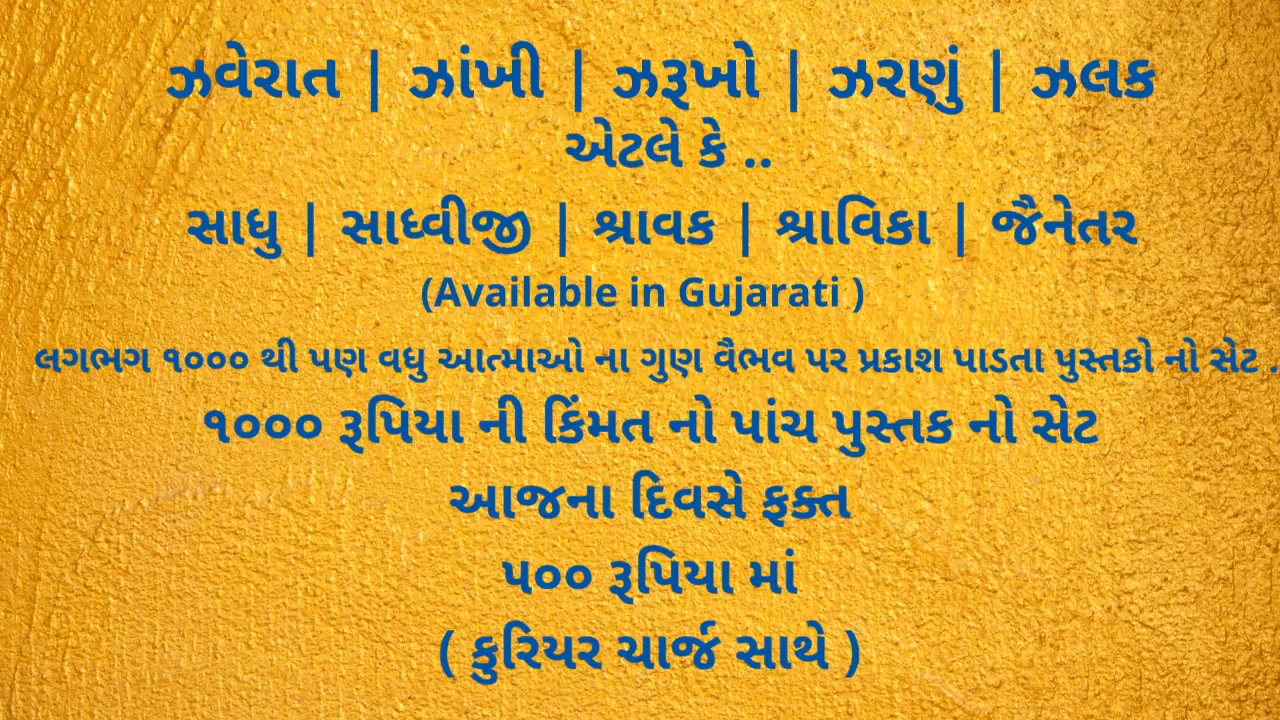 ઝવેરાત | ઝાંખી | ઝરૂખો | ઝરણું | ઝલક
એટલે કે ..
સાધુ | સાધ્વીજી | શ્રાવક | શ્રાવિકા | જૈનેતર
(Available in Gujarati )
લગભગ ૧૦૦૦ થી પણ વધુ આત્માઓ ના ગુણ વૈભવ પર પ્રકાશ પાડતા પુસ્તકો નો સેટ .
૧૦૦૦ રૂપિયા ની કિંમત નો પાંચ પુસ્તક નો સેટ
આજના દિવસે ફક્ત
૫૦૦ રૂપિયા માં
( કુરિયર ચાર્જ સાથે )